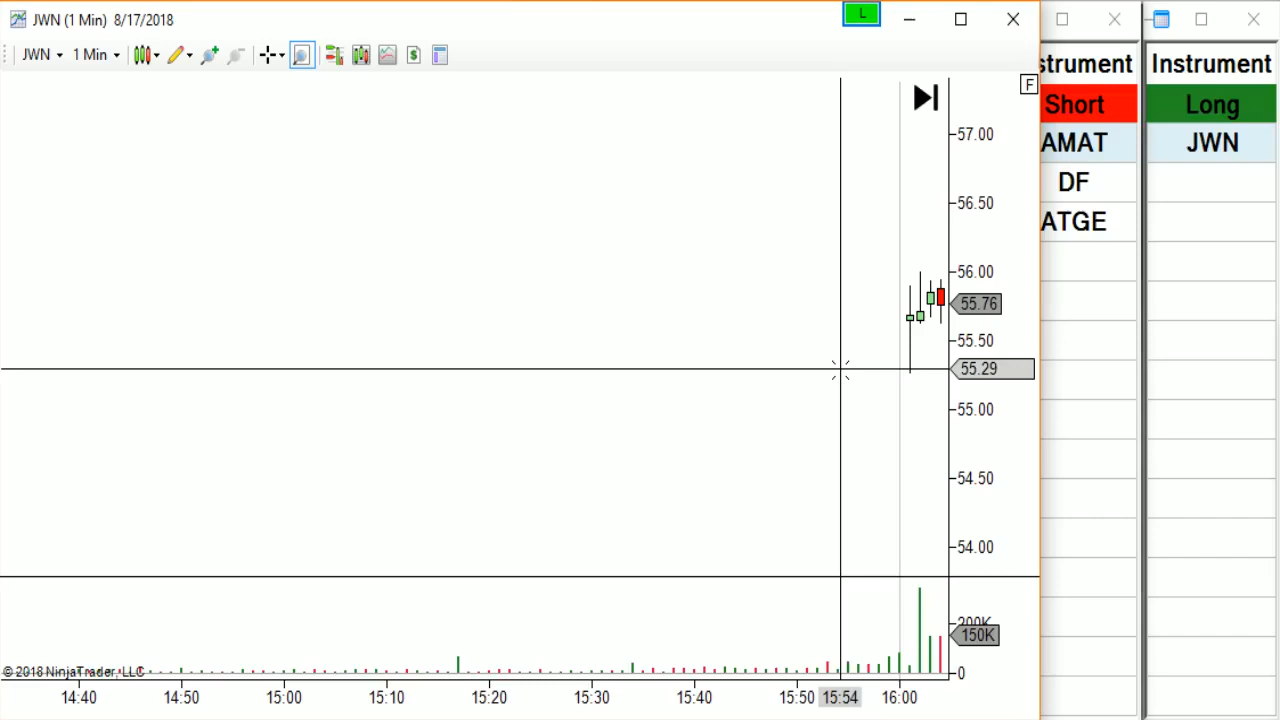 JWN (1 Min) 8/17/2018
L
JWN 1 Min
F
57.00
56.50
56.00
55.76
55.50
55.29
55.00
54.50
54.00
200K
150K
0
© 2018 NinjaTrader, LLC
14:40 14:50 15:00 15:10 15:20 15:30 15:40 15:50 15:54 16:00
strument
Short
AMAT
DF
ATGE
Instrument
Long
JWN